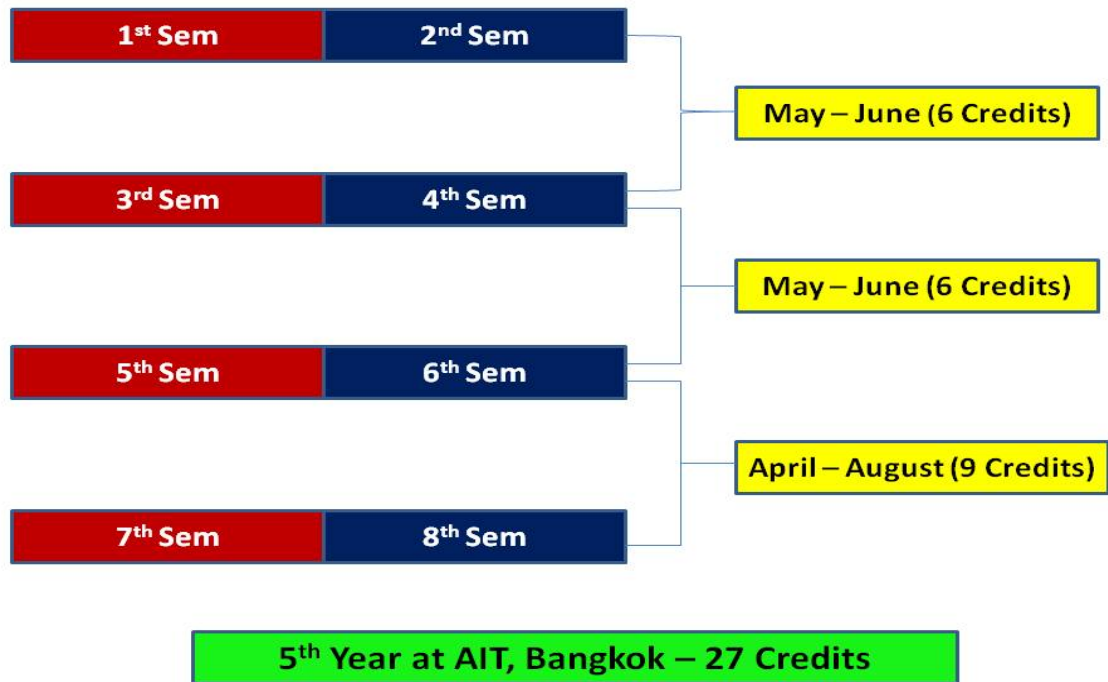 1st Sem 2nd Sem
May – June (6 Credits)
3rd Sem 4th Sem
May – June (6 Credits)
5th Sem 6th Sem
April – August (9 Credits)
7th Sem 8th Sem
5th Year at AIT, Bangkok – 27 Credits